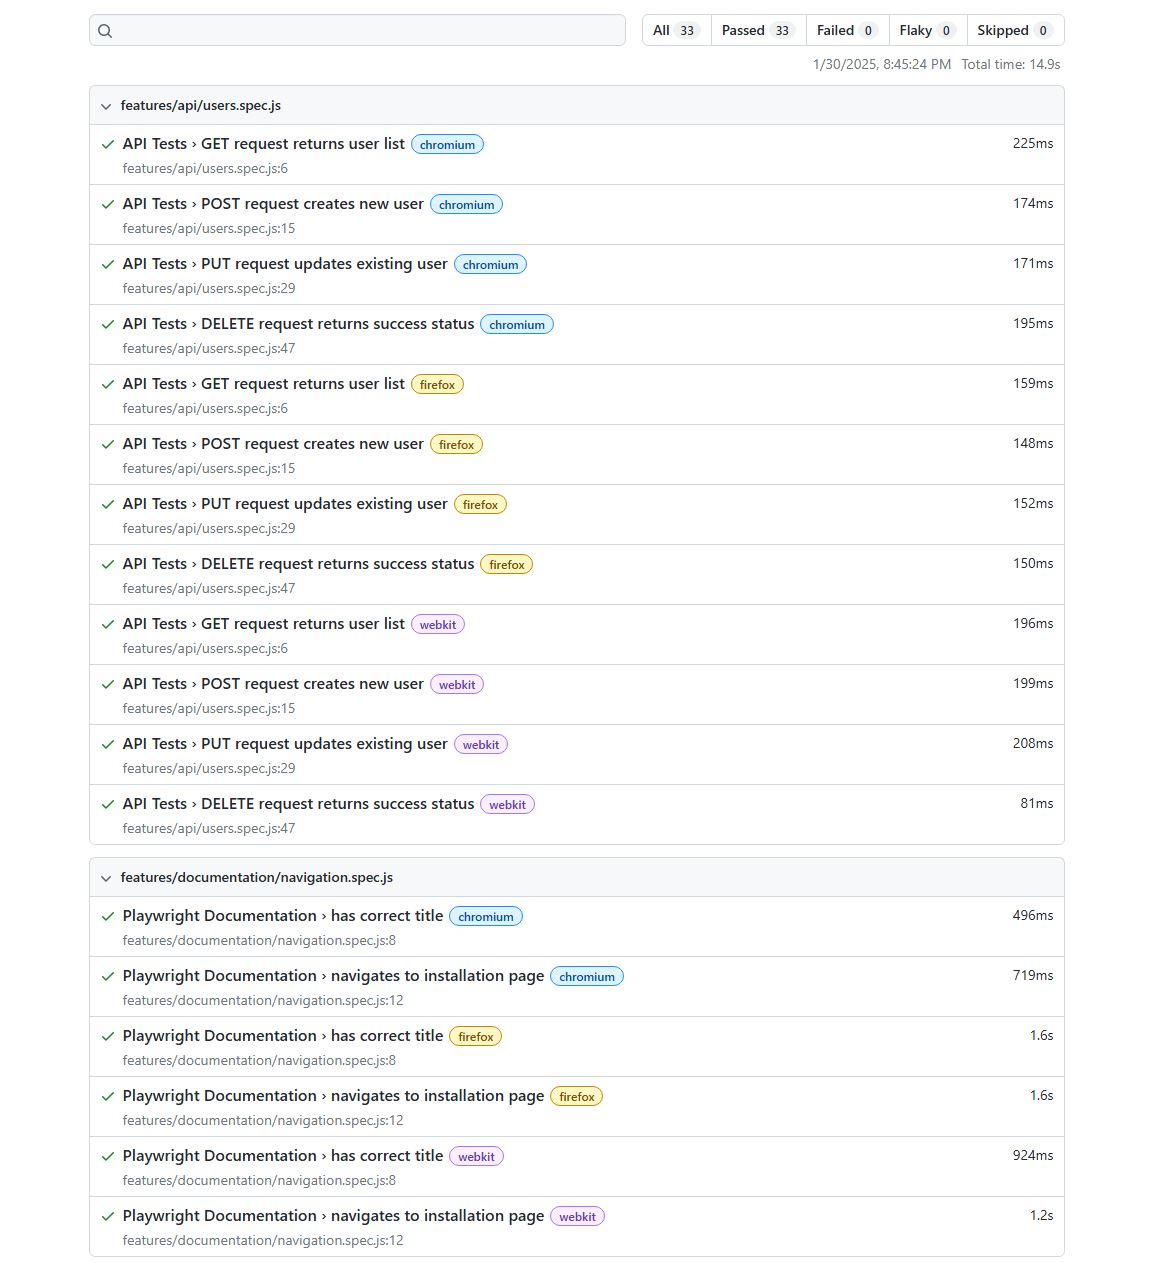 All 33 Passed 33 Failed 0 Flaky 0 Skipped 0
1/30/2025, 8:45:24 PM Total time: 14.9s
features/api/users.spec.js
API Tests › GET request returns user list chromium 225ms
features/api/users.spec.js:6
API Tests › POST request creates new user chromium 174ms
features/api/users.spec.js:15
API Tests › PUT request updates existing user chromium 171ms
features/api/users.spec.js:29
API Tests › DELETE request returns success status chromium 195ms
features/api/users.spec.js:47
API Tests › GET request returns user list firefox 159ms
features/api/users.spec.js:6
API Tests › POST request creates new user firefox 148ms
features/api/users.spec.js:15
API Tests › PUT request updates existing user firefox 152ms
features/api/users.spec.js:29
API Tests › DELETE request returns success status firefox 150ms
features/api/users.spec.js:47
API Tests › GET request returns user list webkit 196ms
features/api/users.spec.js:6
API Tests › POST request creates new user webkit 199ms
features/api/users.spec.js:15
API Tests › PUT request updates existing user webkit 208ms
features/api/users.spec.js:29
API Tests › DELETE request returns success status webkit 81ms
features/api/users.spec.js:47
features/documentation/navigation.spec.js
Playwright Documentation › has correct title chromium 496ms
features/documentation/navigation.spec.js:8
Playwright Documentation › navigates to installation page chromium 719ms
features/documentation/navigation.spec.js:12
Playwright Documentation › has correct title firefox 1.6s
features/documentation/navigation.spec.js:8
Playwright Documentation › navigates to installation page firefox 1.6s
features/documentation/navigation.spec.js:12
Playwright Documentation › has correct title webkit 924ms
features/documentation/navigation.spec.js:8
Playwright Documentation › navigates to installation page webkit 1.2s
features/documentation/navigation.spec.js:12